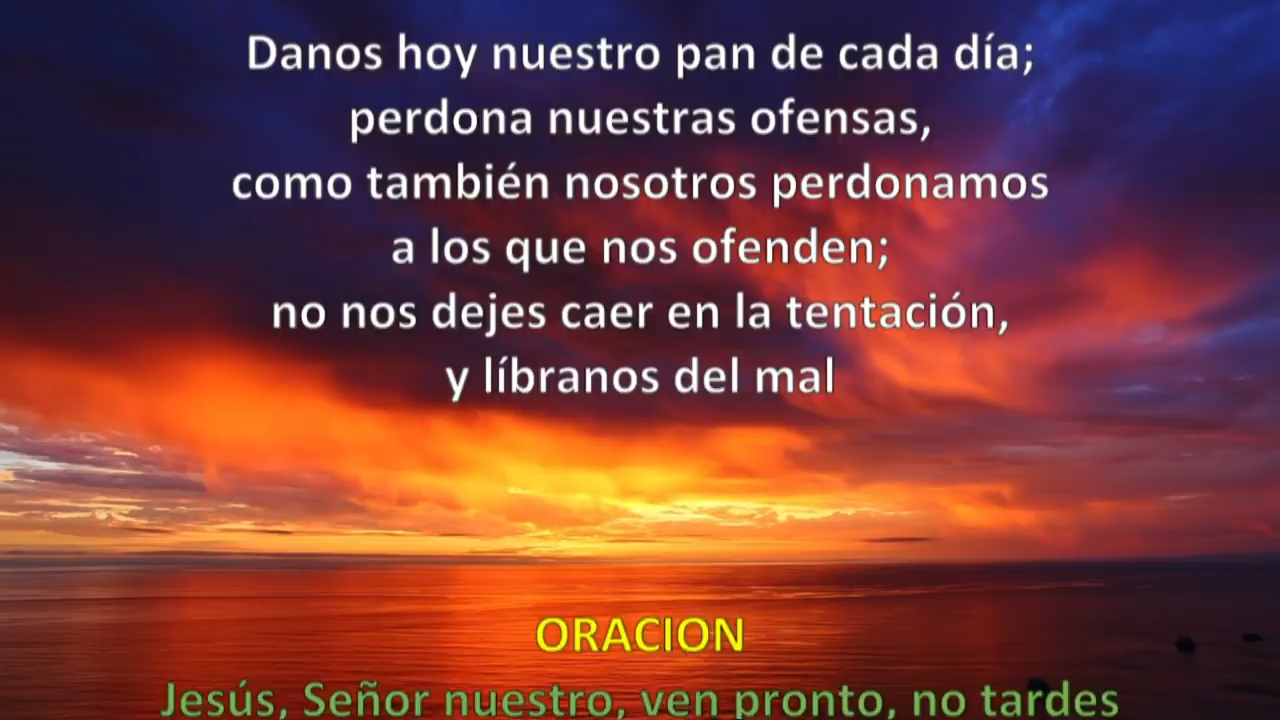 Danos hoy nuestro pan de cada día;
perdona nuestras ofensas,
como también nosotros perdonamos
a los que nos ofenden;
no nos dejes caer en la tentación,
y líbranos del mal
ORACION
Jesús, Señor nuestro, ven pronto, no tardes